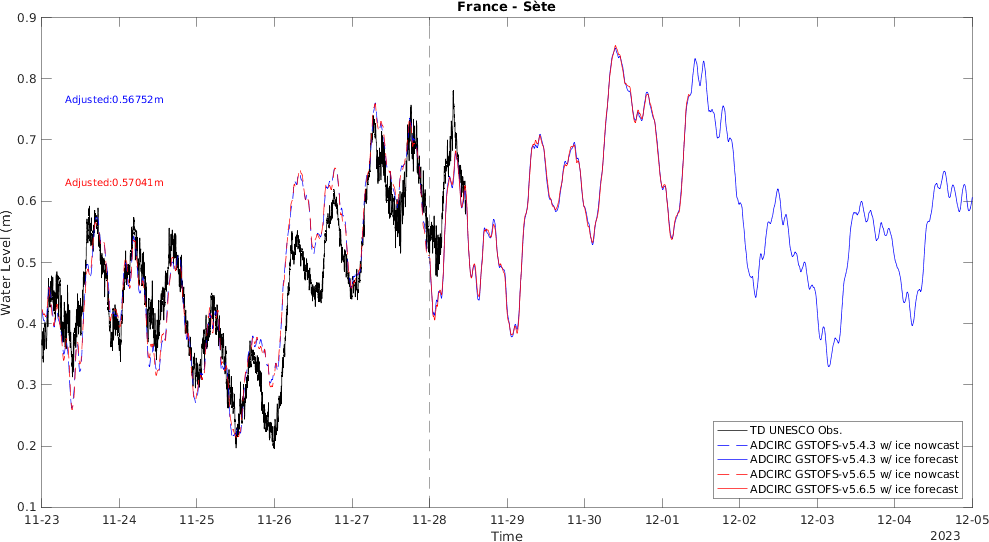 France - Sète
0.9
0.8
0.7
0.6
0.5
0.4
0.3
0.2
0.1
Water Level (m)
Adjusted:0.56752m
Adjusted:0.57041m
TD UNESCO Obs.
ADCIRC GSTOFS-v5.4.3 w/ ice nowcast
ADCIRC GSTOFS-v5.4.3 w/ ice forecast
ADCIRC GSTOFS-v5.6.5 w/ ice nowcast
ADCIRC GSTOFS-v5.6.5 w/ ice forecast
11-23 11-24 11-25 11-26 11-27 11-28 11-29 11-30 12-01 12-02 12-03 12-04 12-05
Time
2023